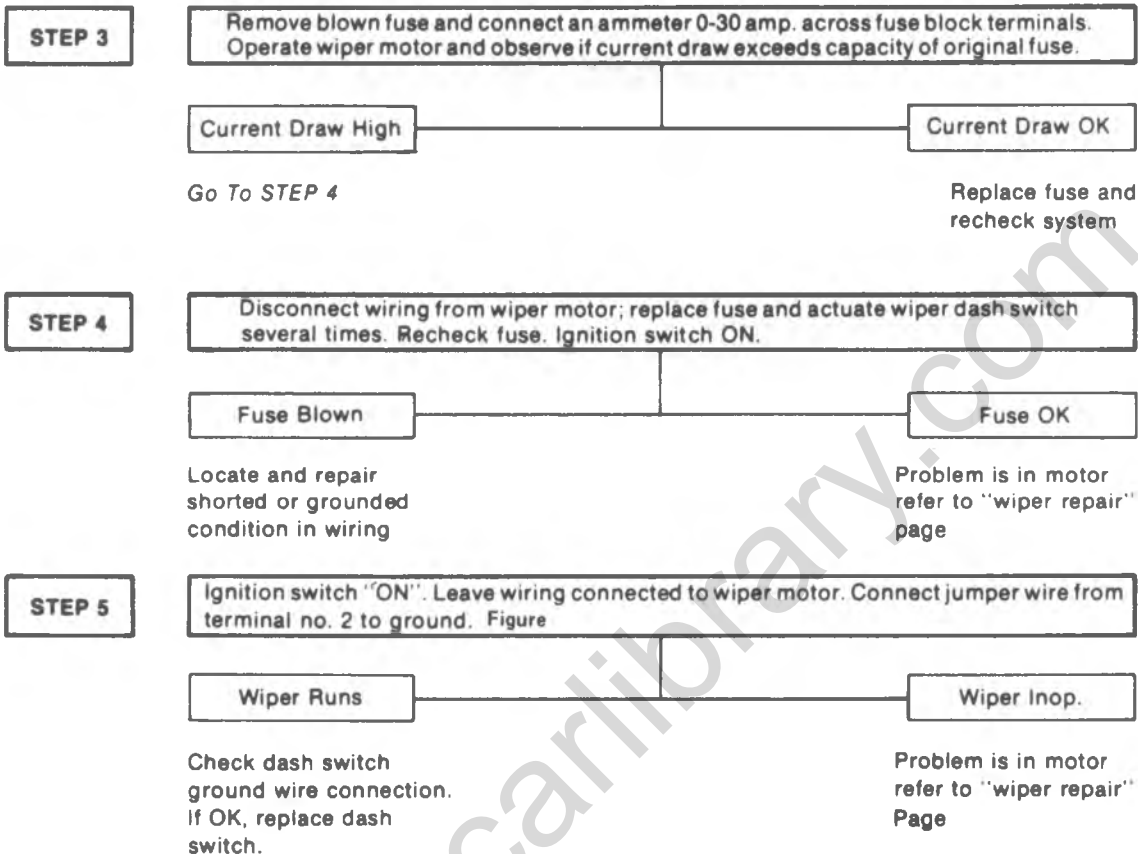 STEP 3
Remove blown fuse and connect an ammeter 0-30 amp. across fuse block terminals.
Operate wiper motor and observe if current draw exceeds capacity of original fuse.
Current Draw High
Current Draw OK
Go To STEP 4
Replace fuse and
recheck system
STEP 4
Disconnect wiring from wiper motor; replace fuse and actuate wiper dash switch
several times. Recheck fuse. Ignition switch ON.
Fuse Blown
Fuse OK
Locate and repair
shorted or grounded
condition in wiring
Problem is in motor
refer to "wiper repair"
page
STEP 5
Ignition switch "ON". Leave wiring connected to wiper motor. Connect jumper wire from
terminal no. 2 to ground. Figure
Wiper Runs
Wiper Inop.
Check dash switch
ground wire connection.
If OK, replace dash
switch.
Problem is in motor
refer to "wiper repair"
Page
carlibrary.com